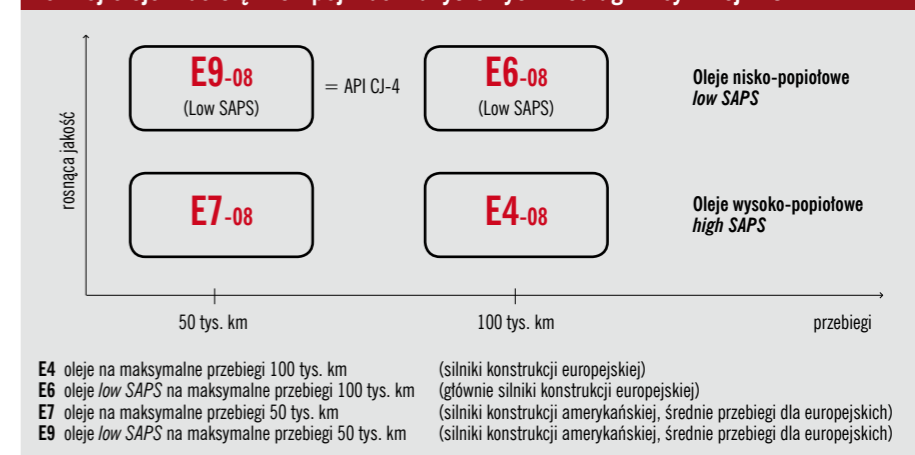 E9-08
(Low SAPS)
= API CJ-4
E6-08
(Low SAPS)
Oleje nisko-popiołowe
low SAPS
rosnąca jakość
E7-08
E4-08
Oleje wysoko-popiołowe
high SAPS
50 tys. km
100 tys. km
przebiegi
E4 oleje na maksymalne przebiegi 100 tys. km (silniki konstrukcji europejskiej)
E6 oleje low SAPS na maksymalne przebiegi 100 tys. km (głównie silniki konstrukcji europejskiej)
E7 oleje na maksymalne przebiegi 50 tys. km (silniki konstrukcji amerykańskiej, średnie przebiegi dla europejskich)
E9 oleje low SAPS na maksymalne przebiegi 50 tys. km (silniki konstrukcji amerykańskiej, średnie przebiegi dla europejskich)